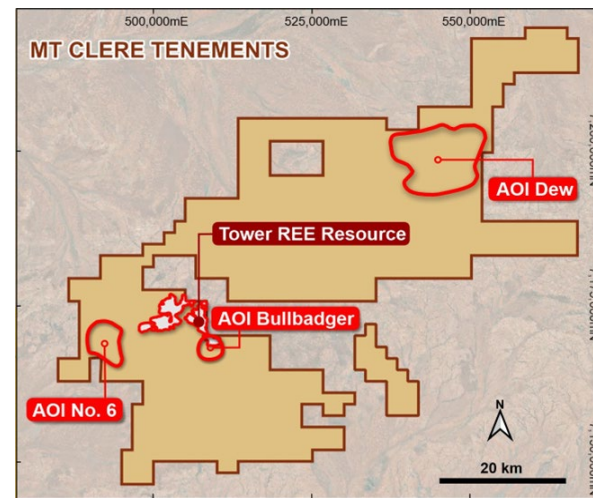 500,000mE
525,000mE
550,000mE
MT CLERE TENEMENTS
AOI Dew
Tower REE Resource
AOI Bullbadger
AOI No. 6
N
20 km